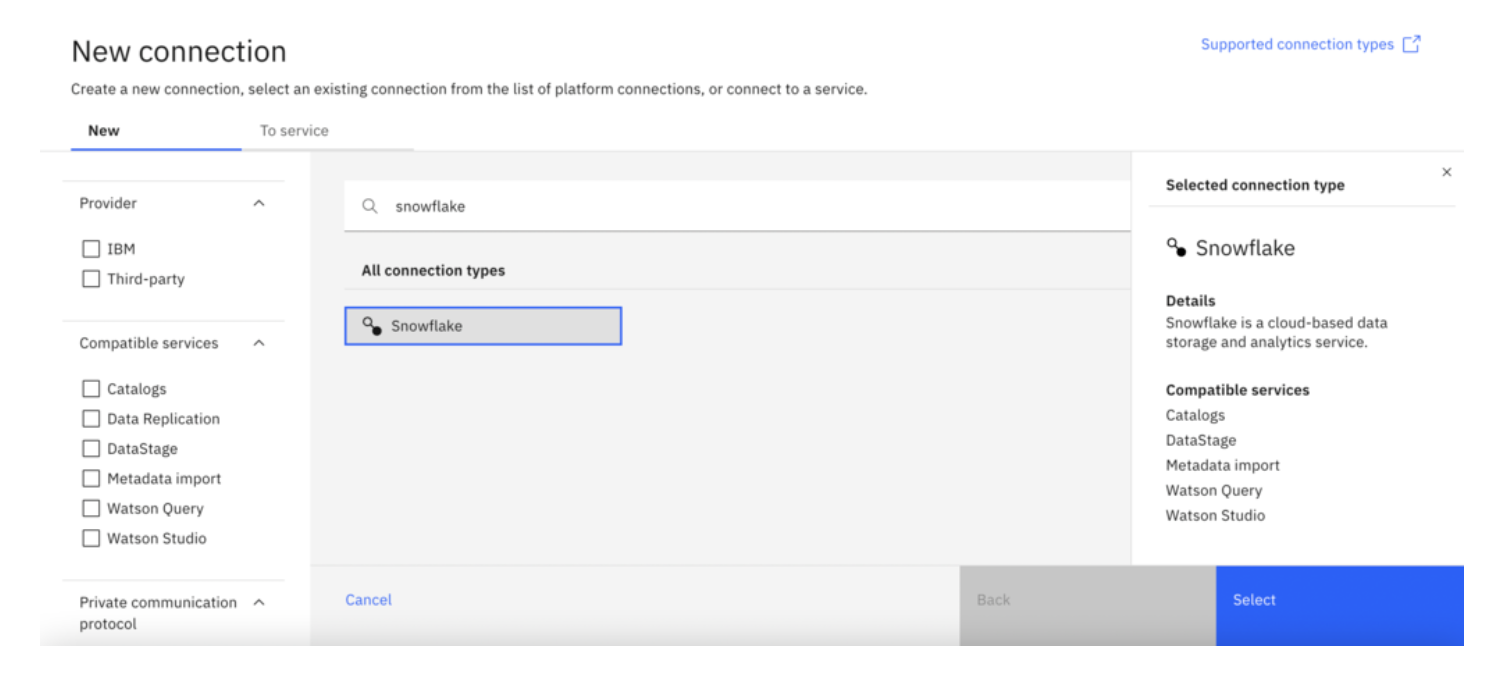 New connection
Supported connection types
Create a new connection, select an existing connection from the list of platform connections, or connect to a service.
New
To service
Provider
IBM
Third-party
Compatible services
Catalogs
Data Replication
DataStage
Metadata import
Watson Query
Watson Studio
Private communication
protocol
snowflake
All connection types
Snowflake
Selected connection type
Snowflake
Details
Snowflake is a cloud-based data
storage and analytics service.
Compatible services
Catalogs
DataStage
Metadata import
Watson Query
Watson Studio
Cancel
Back
Select